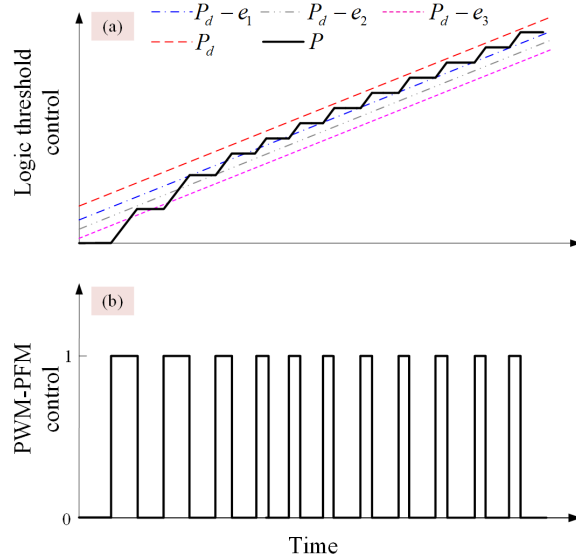 (a)
P_d − e_1 P_d − e_2 P_d − e_3
P_d P
Logic threshold
control
(b)
1
PWM-PFM
control
0
Time